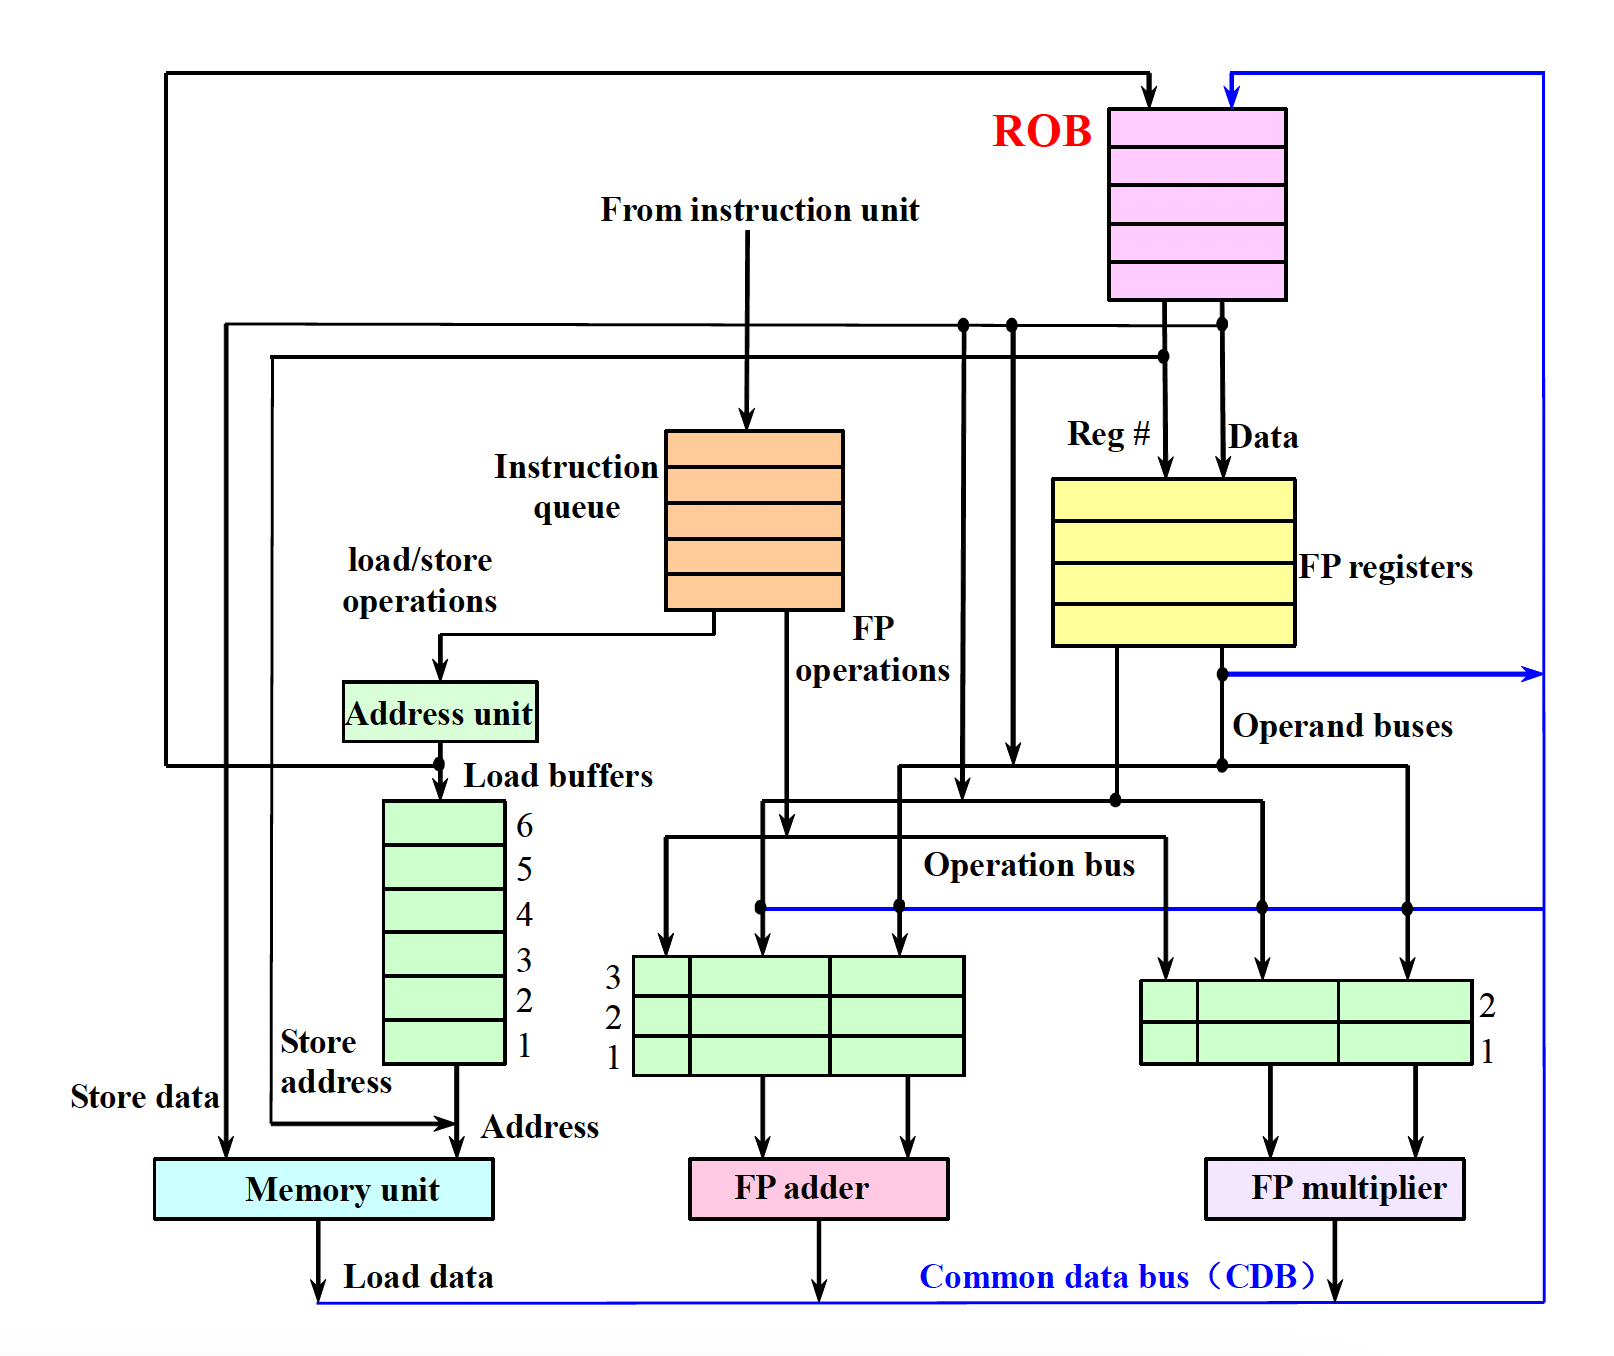 ROB
From instruction unit
Reg #
Data
Instruction
queue
load/store
operations
FP registers
FP
operations
Address unit
Operand buses
Load buffers
6
5
4
3
2
1
Operation bus
3
2
1
2
1
Store
address
Store data
Address
Memory unit
FP adder
FP multiplier
Load data
Common data bus（CDB）